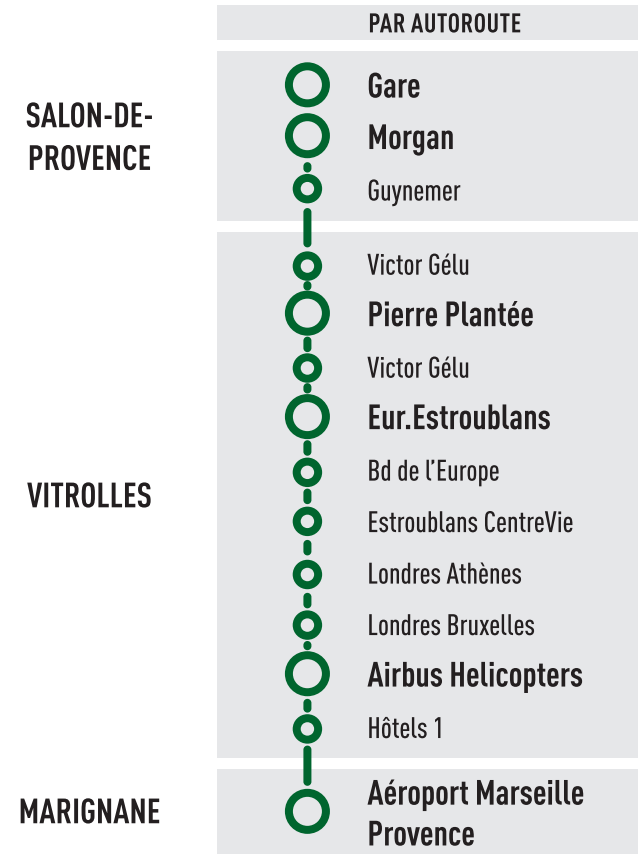 PAR AUTOROUTE
SALON-DE-
PROVENCE
Gare
Morgan
Guynemer
VITROLLES
Victor Gélu
Pierre Plantée
Victor Gélu
Eur.Estroublans
Bd de l'Europe
Estroublans CentreVie
Londres Athènes
Londres Bruxelles
Airbus Helicopters
Hôtels 1
MARIGNANE
Aéroport Marseille
Provence